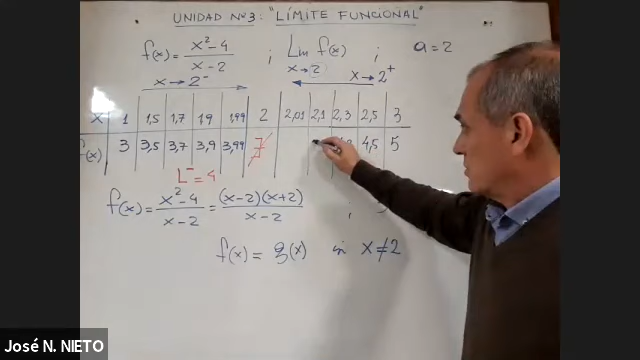 UNIDAD Nº3: "LÍMITE FUNCIONAL"
f(x) = x²-4 / x-2 ; Lim f(x) x→2 ; a=2
x→2⁻ x→2⁺
x 1 1,5 1,7 1,9 1,99 2 2,01 2,1 2,3 2,5 3
f(x) 3 3,5 3,7 3,9 3,99 ∄ 4,5 5
L⁻ = 4
f(x) = x²-4 / x-2 = (x-2)(x+2) / x-2 ;
f(x) = g(x) in x≠2
José N. NIETO